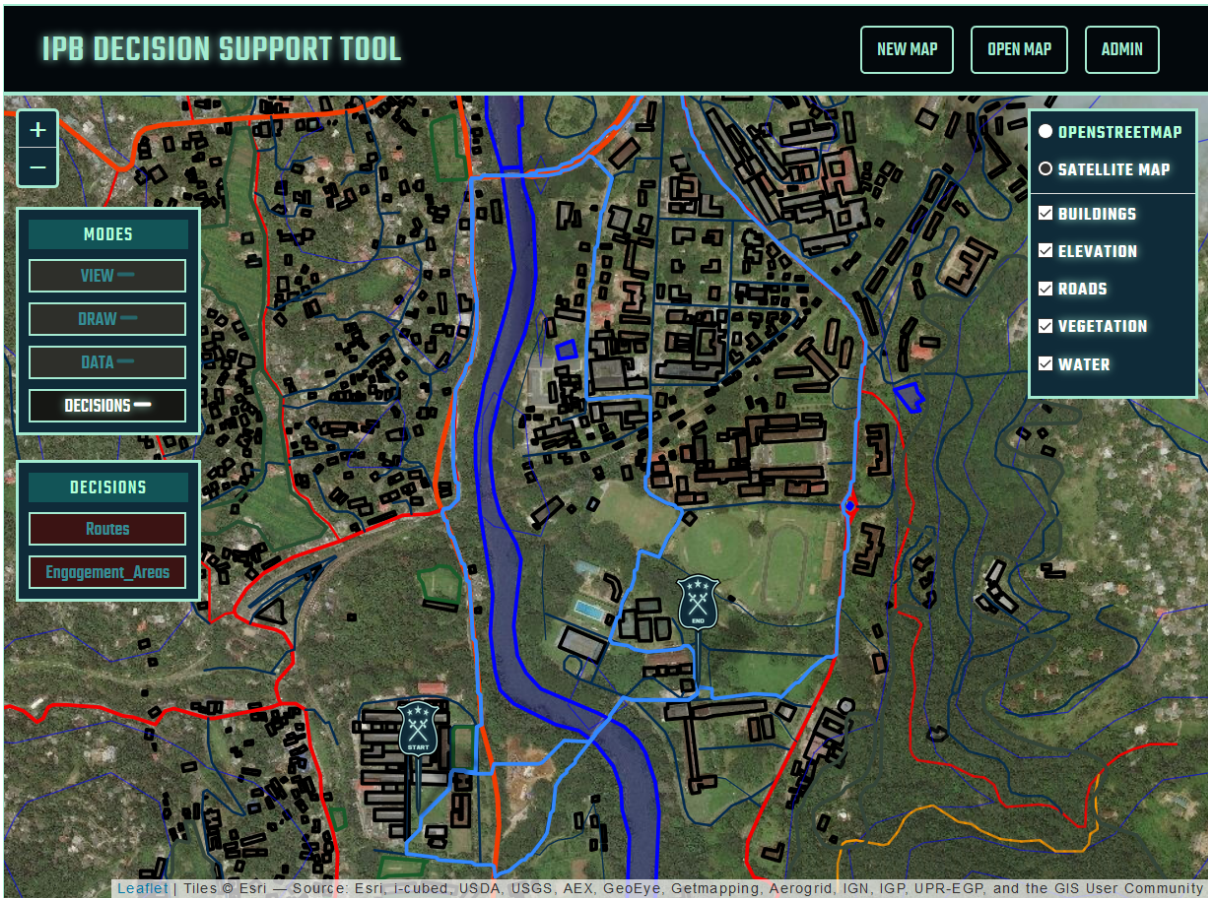 IPB DECISION SUPPORT TOOL
NEW MAP
OPEN MAP
ADMIN
+
−
OPENSTREETMAP
SATELLITE MAP
BUILDINGS
ELEVATION
ROADS
VEGETATION
WATER
MODES
VIEW
DRAW
DATA
DECISIONS
DECISIONS
Routes
Engagement_Areas
END
START
Leaflet | Tiles © Esri — Source: Esri, i-cubed, USDA, USGS, AEX, GeoEye, Getmapping, Aerogrid, IGN, IGP, UPR-EGP, and the GIS User Community